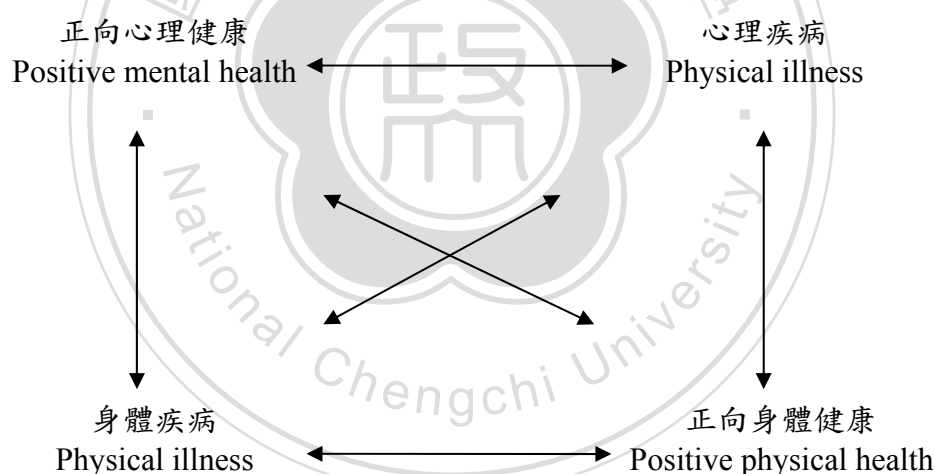 正向心理健康
Positive mental health
心理疾病
Physical illness
身體疾病
Physical illness
正向身體健康
Positive physical health
政
National Chengchi University